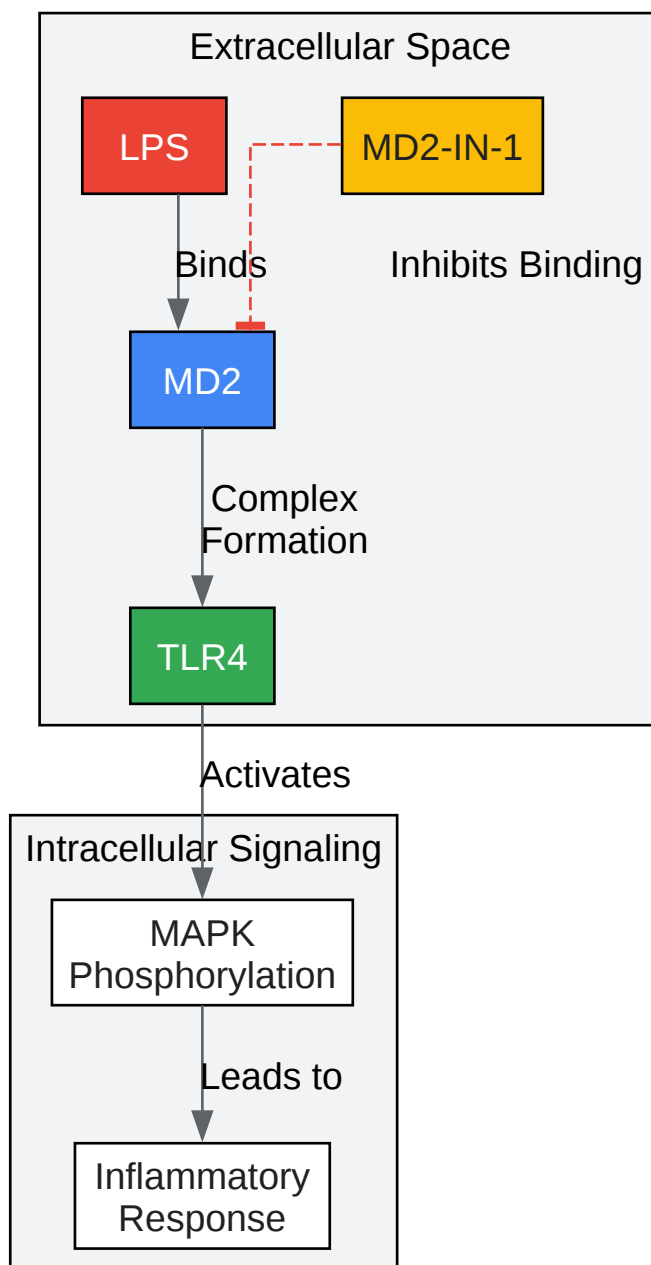 Extracellular Space
LPS
MD2-IN-1
Binds
Inhibits Binding
MD2
Complex
Formation
TLR4
Activates
Intracellular Signaling
MAPK
Phosphorylation
Leads to
Inflammatory
Response